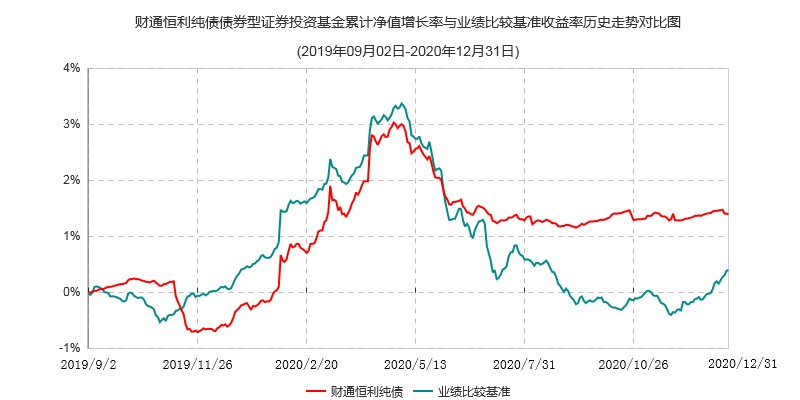 财通恒利纯债债券型证券投资基金累计净值增长率与业绩比较基准收益率历史走势对比图
(2019年09月02日-2020年12月31日)
4%
3%
2%
1%
0%
-1%
2019/9/2 2019/11/26 2020/2/20 2020/5/13 2020/7/31 2020/10/26 2020/12/31
财通恒利纯债 业绩比较基准